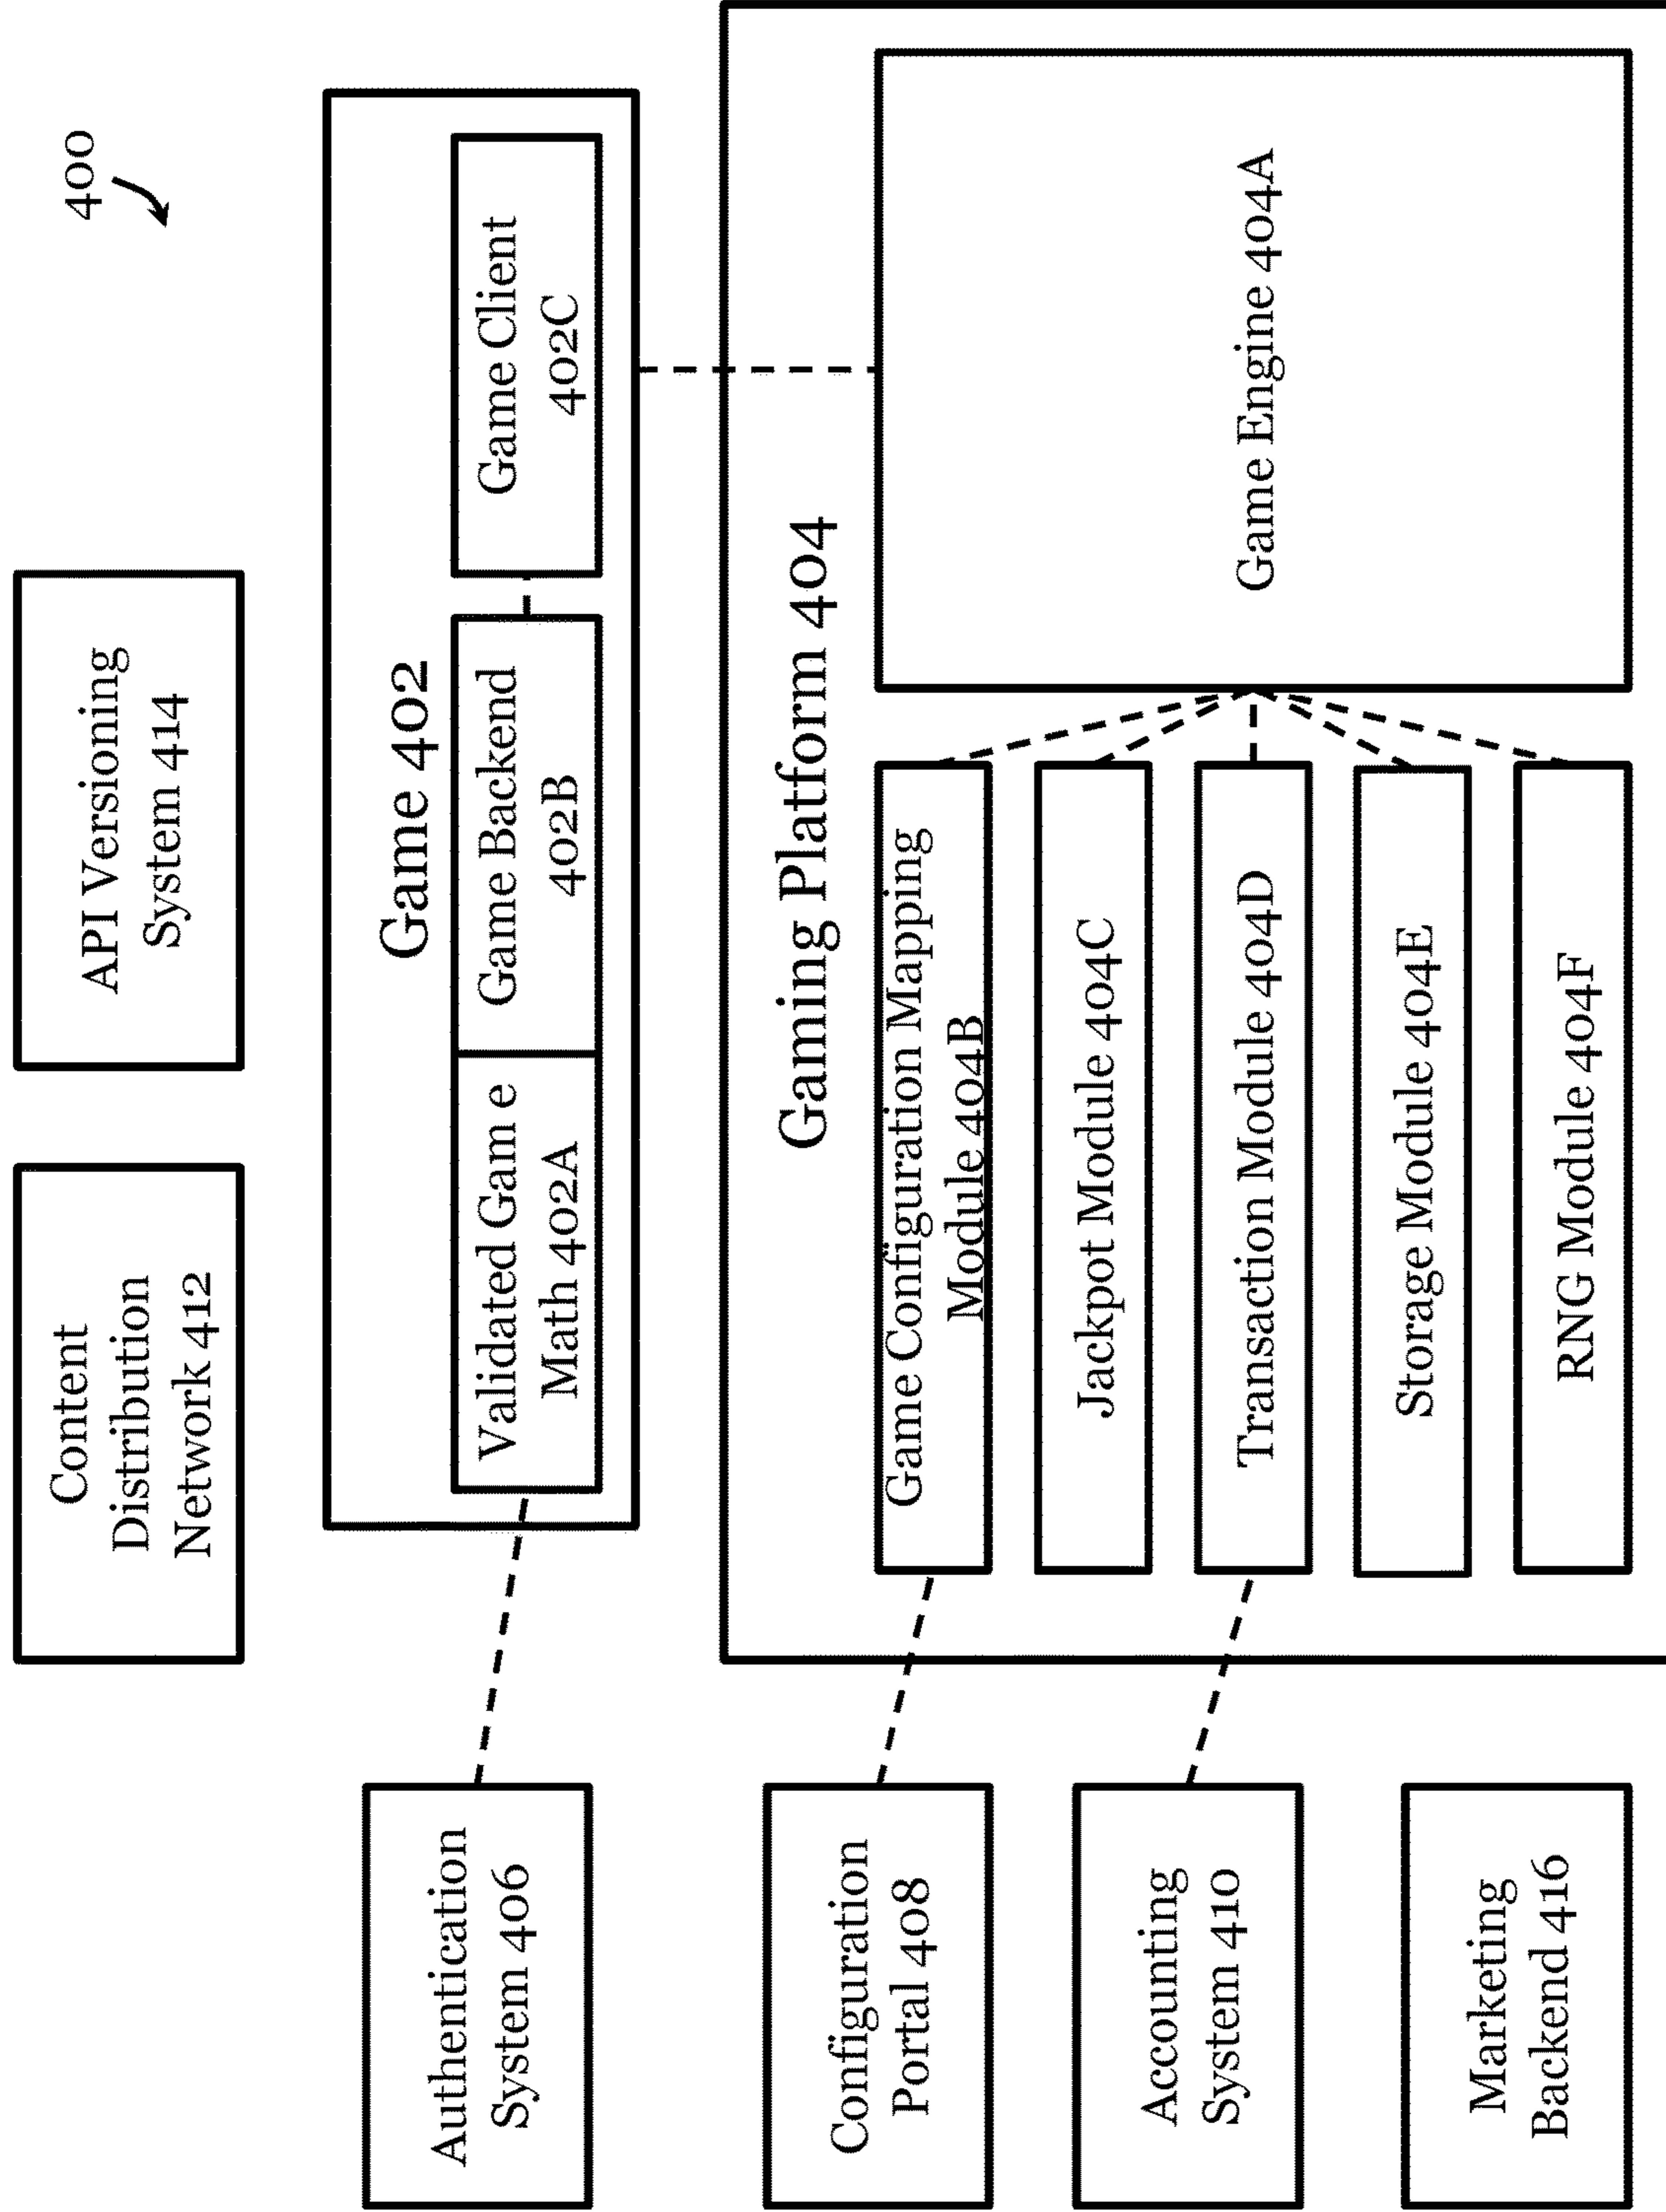 400
Content
Distribution
Network 412
API Versioning
System 414
Authentication
System 406
Game 402
Validated Gam e
Math 402A
Game Backend
402B
Game Client
402C
Gaming Platform 404
Configuration
Portal 408
Game Configuration Mapping
Module 404B
Jackpot Module 404C
Accounting
System 410
Transaction Module 404D
Game Engine 404A
Storage Module 404E
Marketing
Backend 416
RNG Module 404F